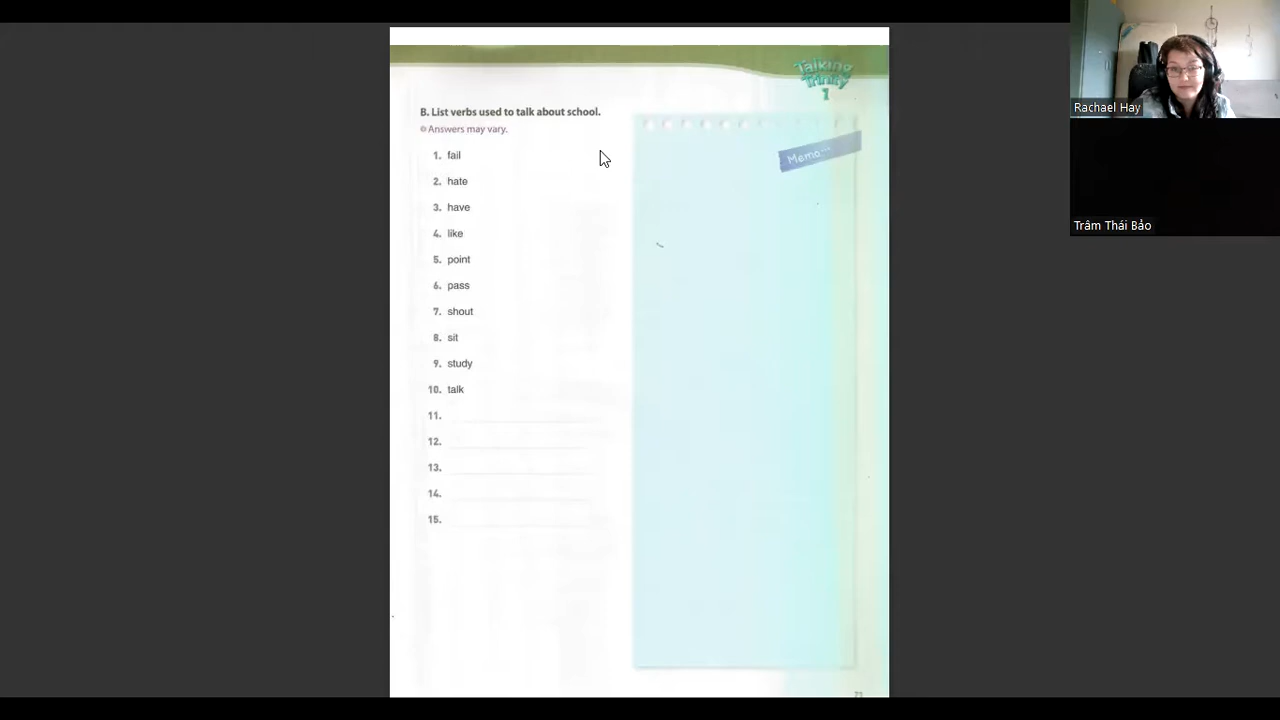 Talking
Trinity
1
B. List verbs used to talk about school.
Answers may vary.
1. fail
2. hate
3. have
4. like
5. point
6. pass
7. shout
8. sit
9. study
10. talk
11.
12.
13.
14.
15.
Memo...
Rachael Hay
Trâm Thái Bảo